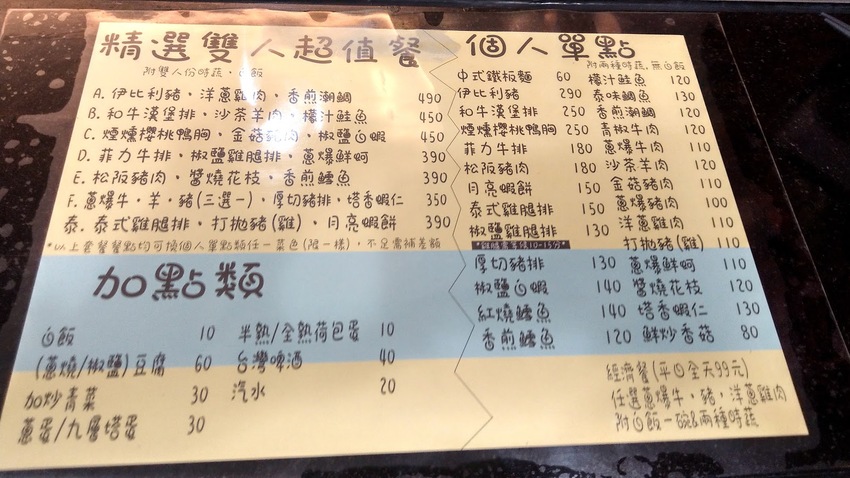 精選雙人超值餐
附雙人份時蔬，白飯
A. 伊比利豬，洋蔥雞肉，香煎潮鯛 490
B. 和牛漢堡排，沙茶羊肉，檬汁鮭魚 450
C. 煙燻櫻桃鴨胸，金菇豬肉，椒鹽白蝦 450
D. 菲力牛排，椒鹽雞腿排，蔥爆鮮蚵 390
E. 松阪豬肉，醬燒花枝，香煎鱈魚 390
F. 蔥爆牛．羊．豬(三選一)，厚切豬排，塔香蝦仁 350
泰．泰式雞腿排，打拋豬(雞)，月亮蝦餅 390
*以上套餐餐點均可換個人單點類任一菜色(限一樣)，不足需補差額
加點類
白飯 10
(蔥燒/椒鹽)豆腐 60
加炒青菜 30
蔥蛋/九層塔蛋 30
半熟/全熟荷包蛋 10
台灣啤酒 40
汽水 20
個人單點
附兩種時蔬，無白飯
中式鐵板麵 60
伊比利豬 290
和牛漢堡排 250
煙燻櫻桃鴨胸 250
菲力牛排 180
松阪豬肉 180
月亮蝦餅 150
泰式雞腿排 150
椒鹽雞腿排 130
*雞腿需等候10-15分*
厚切豬排 130
椒鹽白蝦 140
紅燒鱈魚 140
香煎鱈魚 120
檬汁鮭魚 120
泰味鯛魚 130
香煎潮鯛 120
青椒牛肉 120
蔥爆牛肉 110
沙茶羊肉 120
金菇豬肉 110
蔥爆豬肉 100
洋蔥雞肉 110
打拋豬(雞) 110
蔥爆鮮蚵 110
醬燒花枝 120
塔香蝦仁 130
鮮炒香菇 80
經濟餐(平日全天99元)
任選蔥爆牛，豬，洋蔥雞肉
附白飯一碗&兩種時蔬